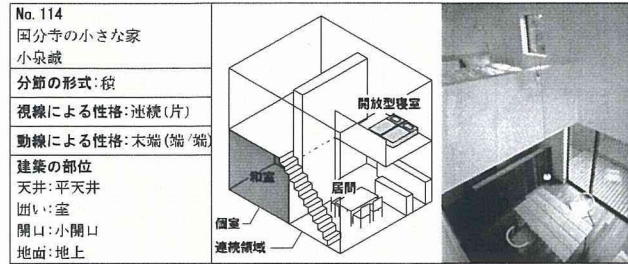 No. 114
国分寺の小さな家
小泉誠
分節の形式:積
視線による性格:連続(片)
動線による性格:末端(端/端)
建築の部位
天井:平天井
囲い:室
開口:小開口
地面:地上
開放型寝室
和室
居間
個室
連続領域